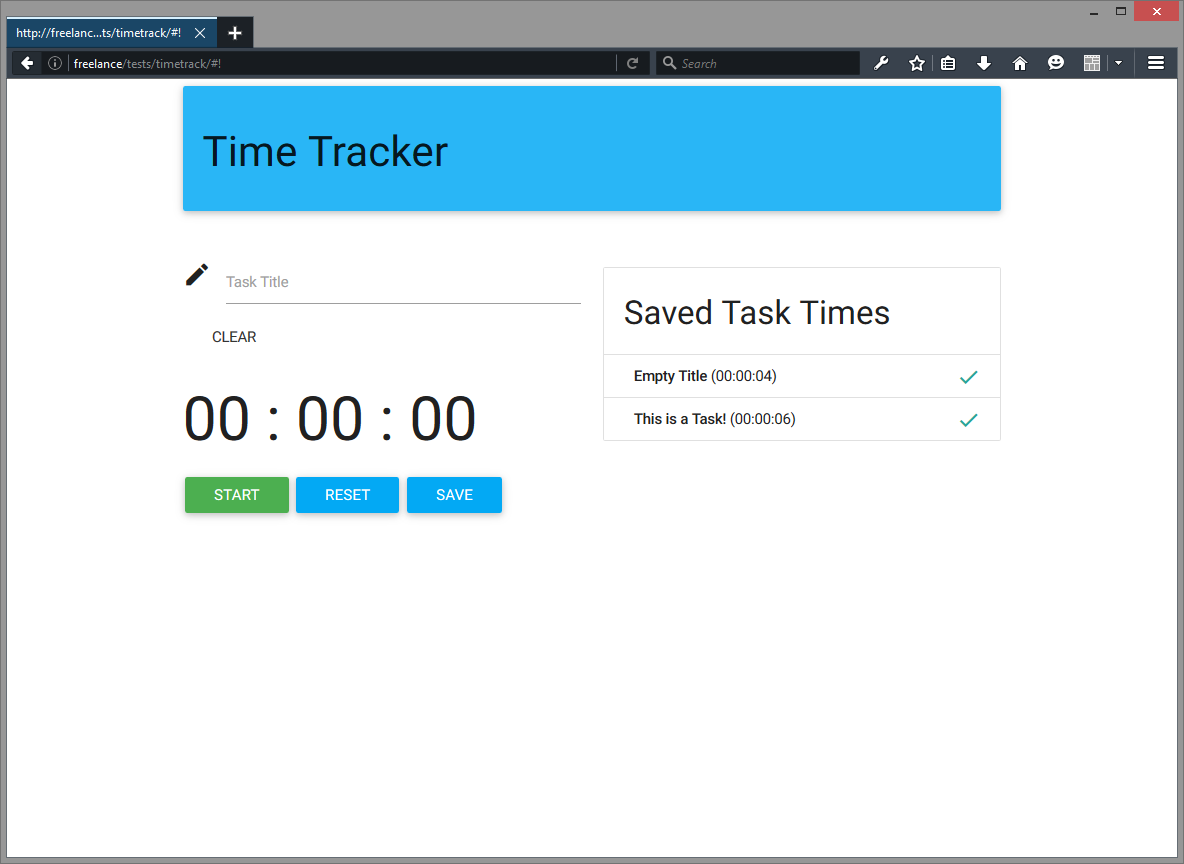 http://freelanc...ts/timetrack/#!
freelance/tests/timetrack/#!
Search
Time Tracker
Task Title
CLEAR
00 : 00 : 00
START
RESET
SAVE
Saved Task Times
Empty Title (00:00:04)
This is a Task! (00:00:06)